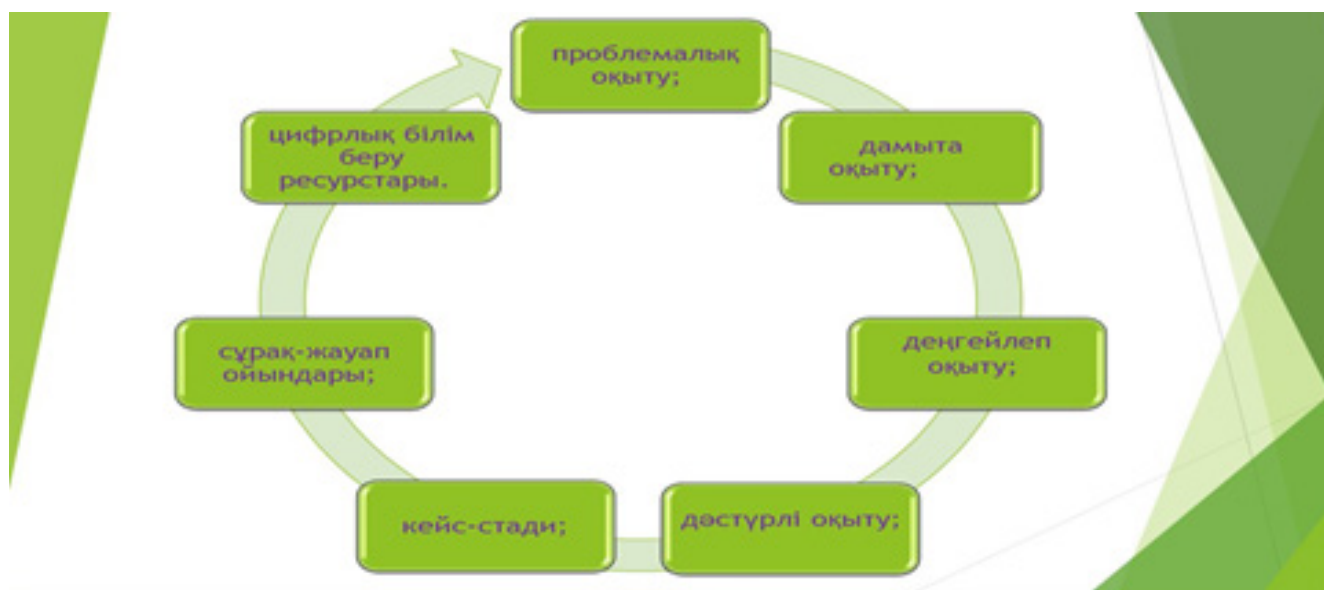 проблемалық
оқыту;
дамыта
оқыту;
деңгейлеп
оқыту;
дәстүрлі оқыту;
кейс-стади;
сұрақ-жауап
ойындары;
цифрлық білім
беру
ресурстары.